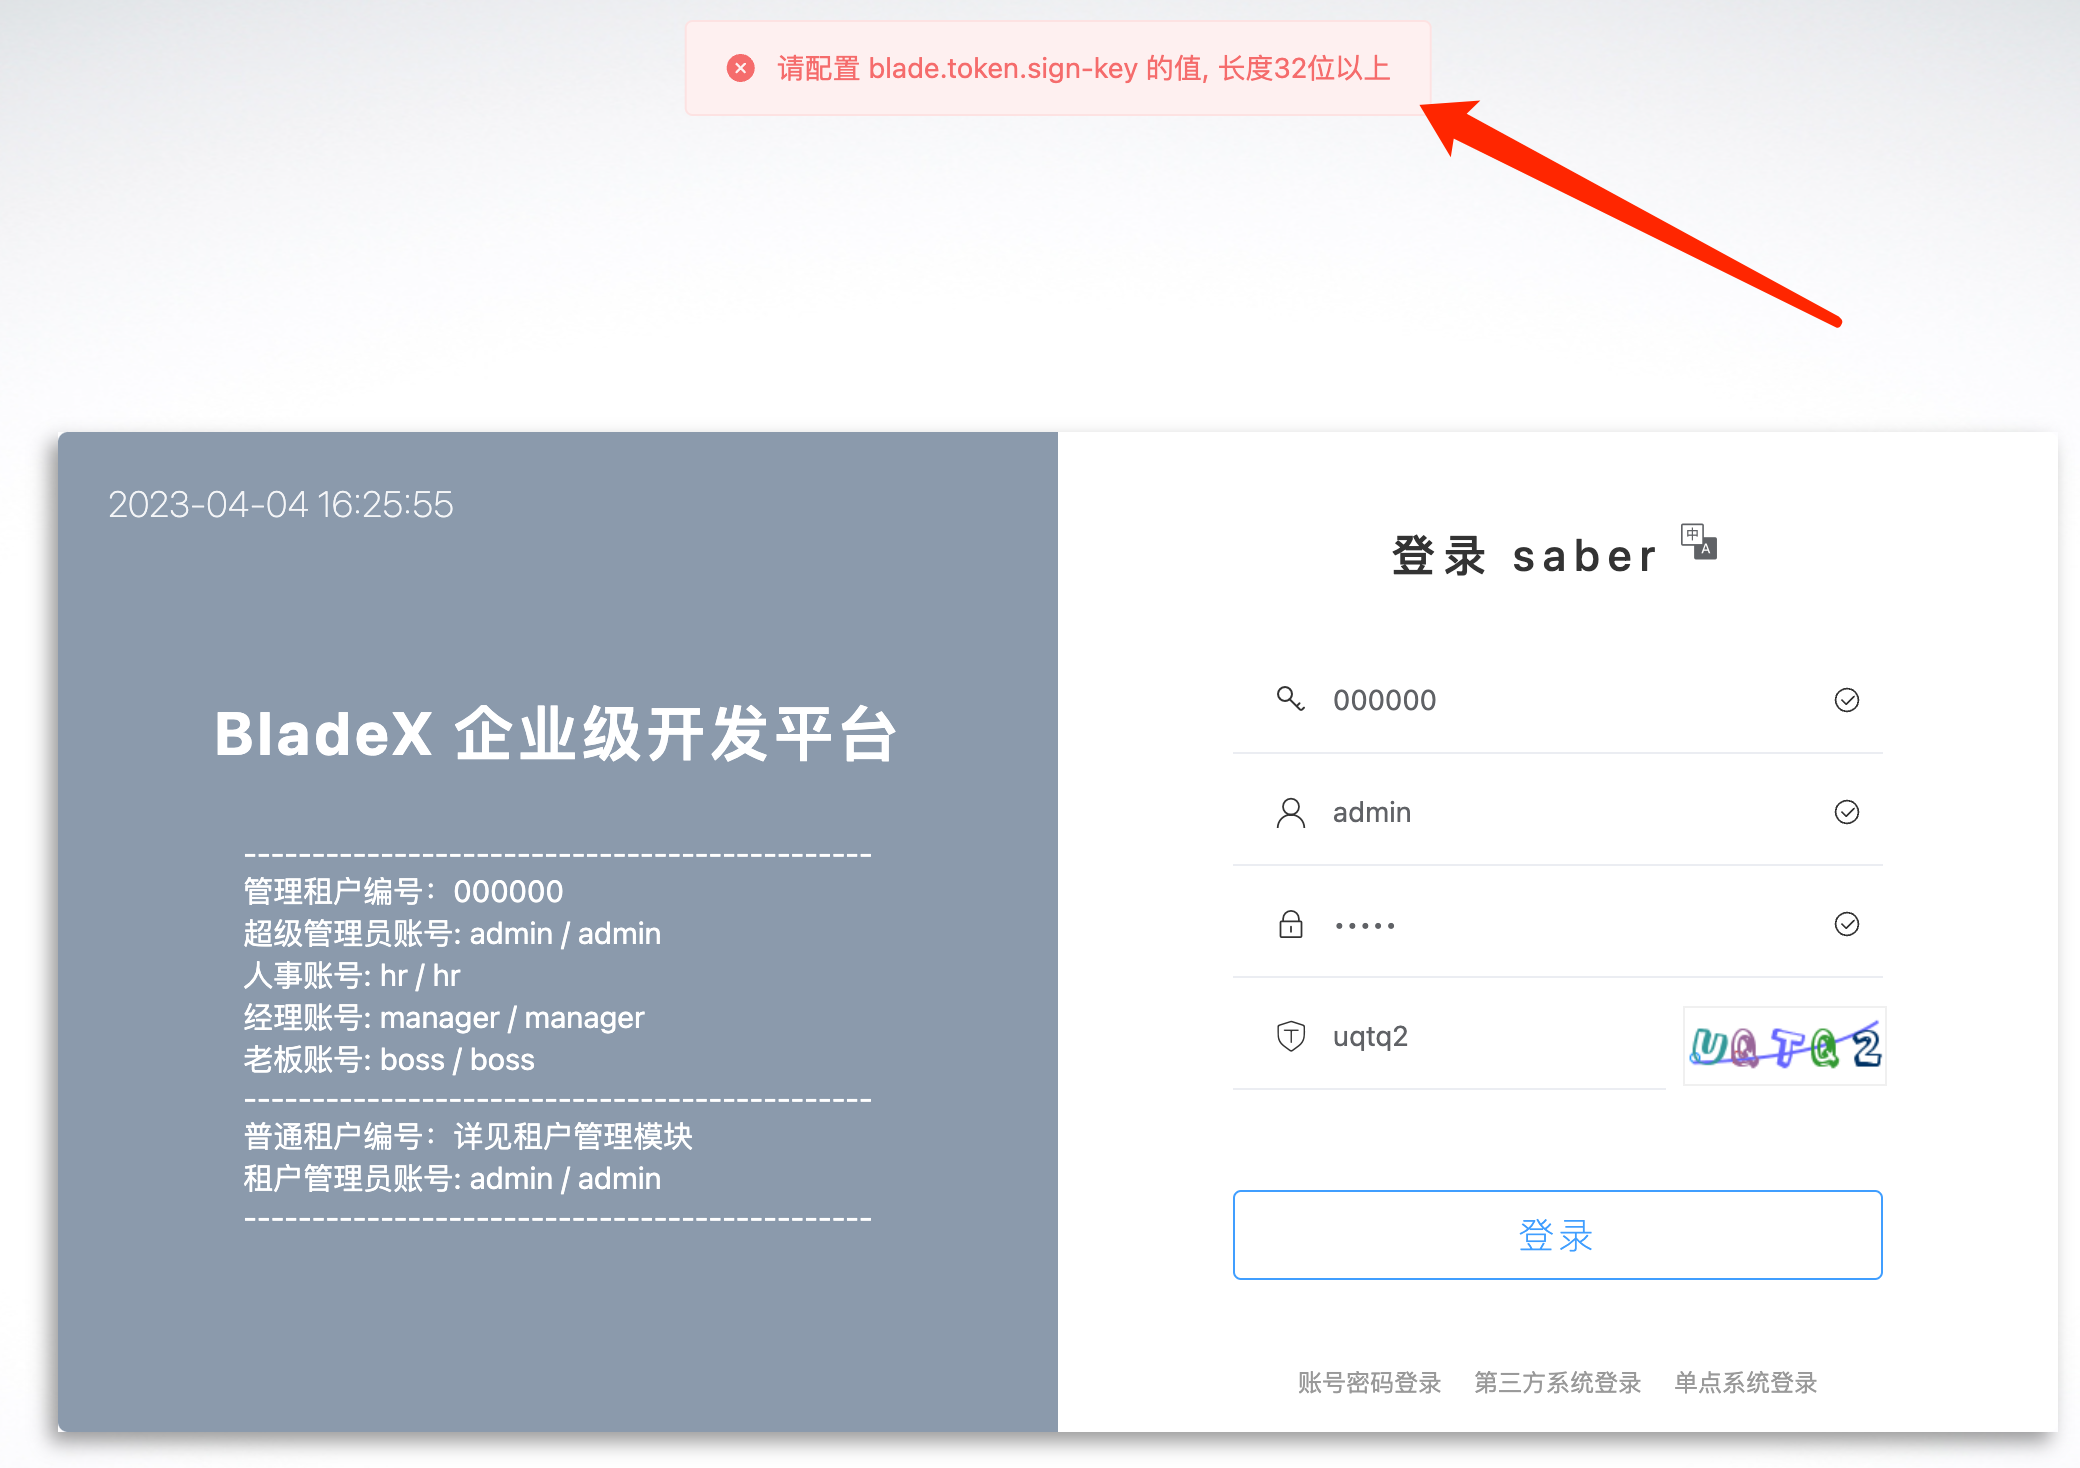 请配置 blade.token.sign-key 的值, 长度32位以上
2023-04-04 16:25:55
BladeX 企业级开发平台
----------------------------------------------
管理租户编号：000000
超级管理员账号: admin / admin
人事账号: hr / hr
经理账号: manager / manager
老板账号: boss / boss
----------------------------------------------
普通租户编号：详见租户管理模块
租户管理员账号: admin / admin
----------------------------------------------
登录 saber
中
A
000000
admin
•••••
uqtq2
UQTQ2
登录
账号密码登录 第三方系统登录 单点系统登录